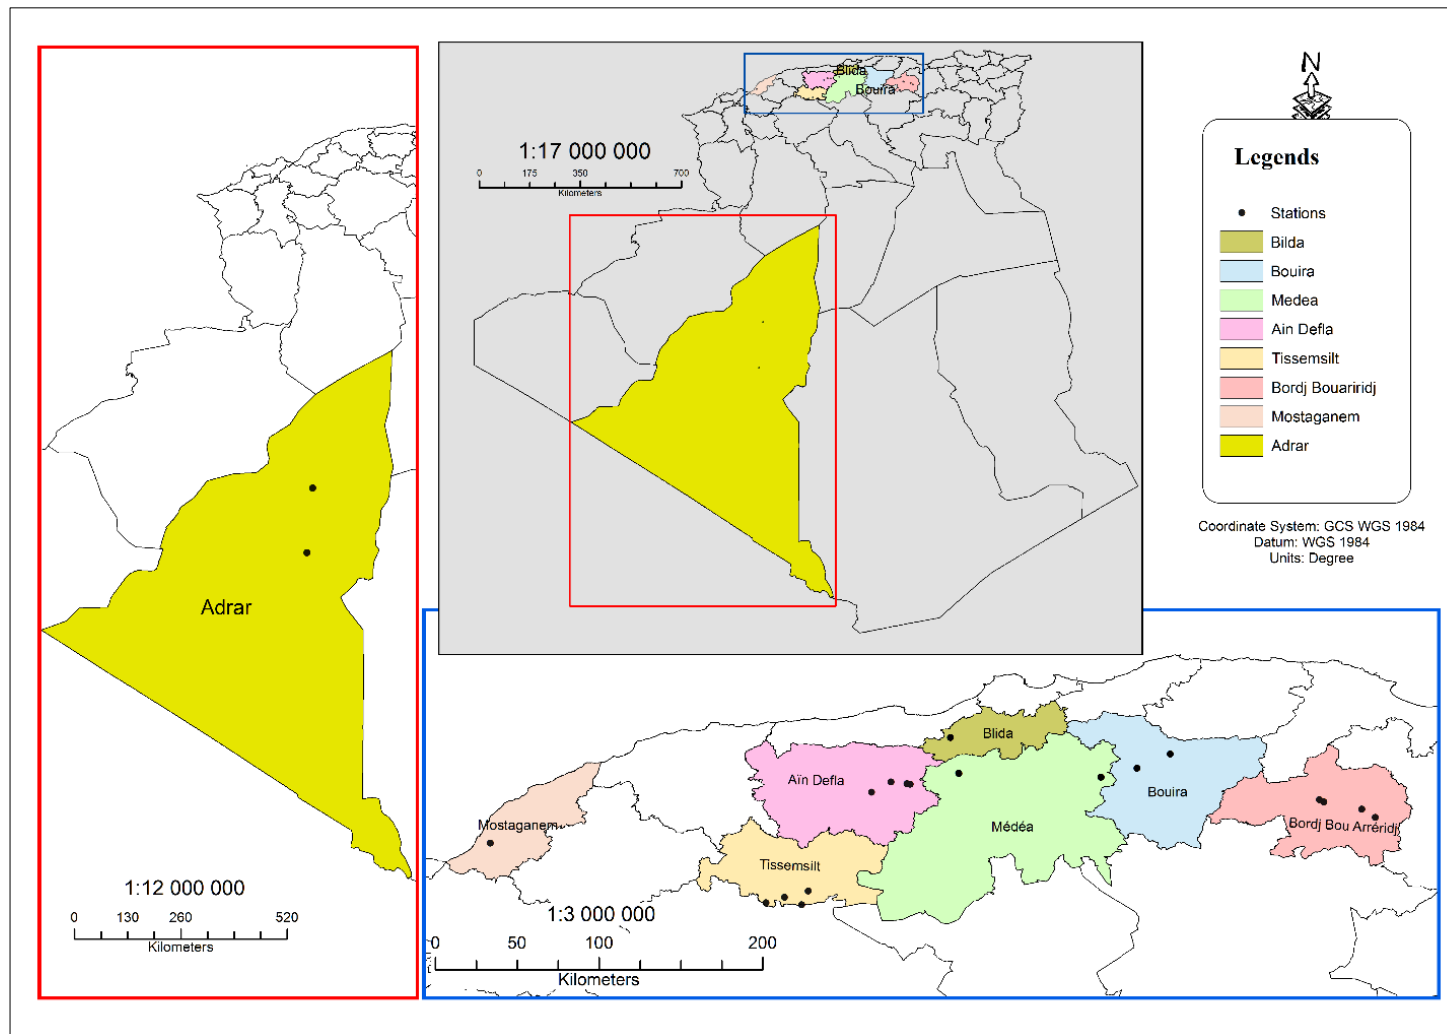 Adrar
1:12 000 000
0 130 260 520
Kilometers
Blida
Bouira
1:17 000 000
0 175 350 700
Kilometers
N
Legends
Stations
Bilda
Bouira
Medea
Ain Defla
Tissemsilt
Bordj Bouariridj
Mostaganem
Adrar
Coordinate System: GCS WGS 1984
Datum: WGS 1984
Units: Degree
Blida
Aïn Defla
Bouira
Mostaganem
Médéa
Bordj Bou Arréridj
Tissemsilt
1:3 000 000
0 50 100 200
Kilometers